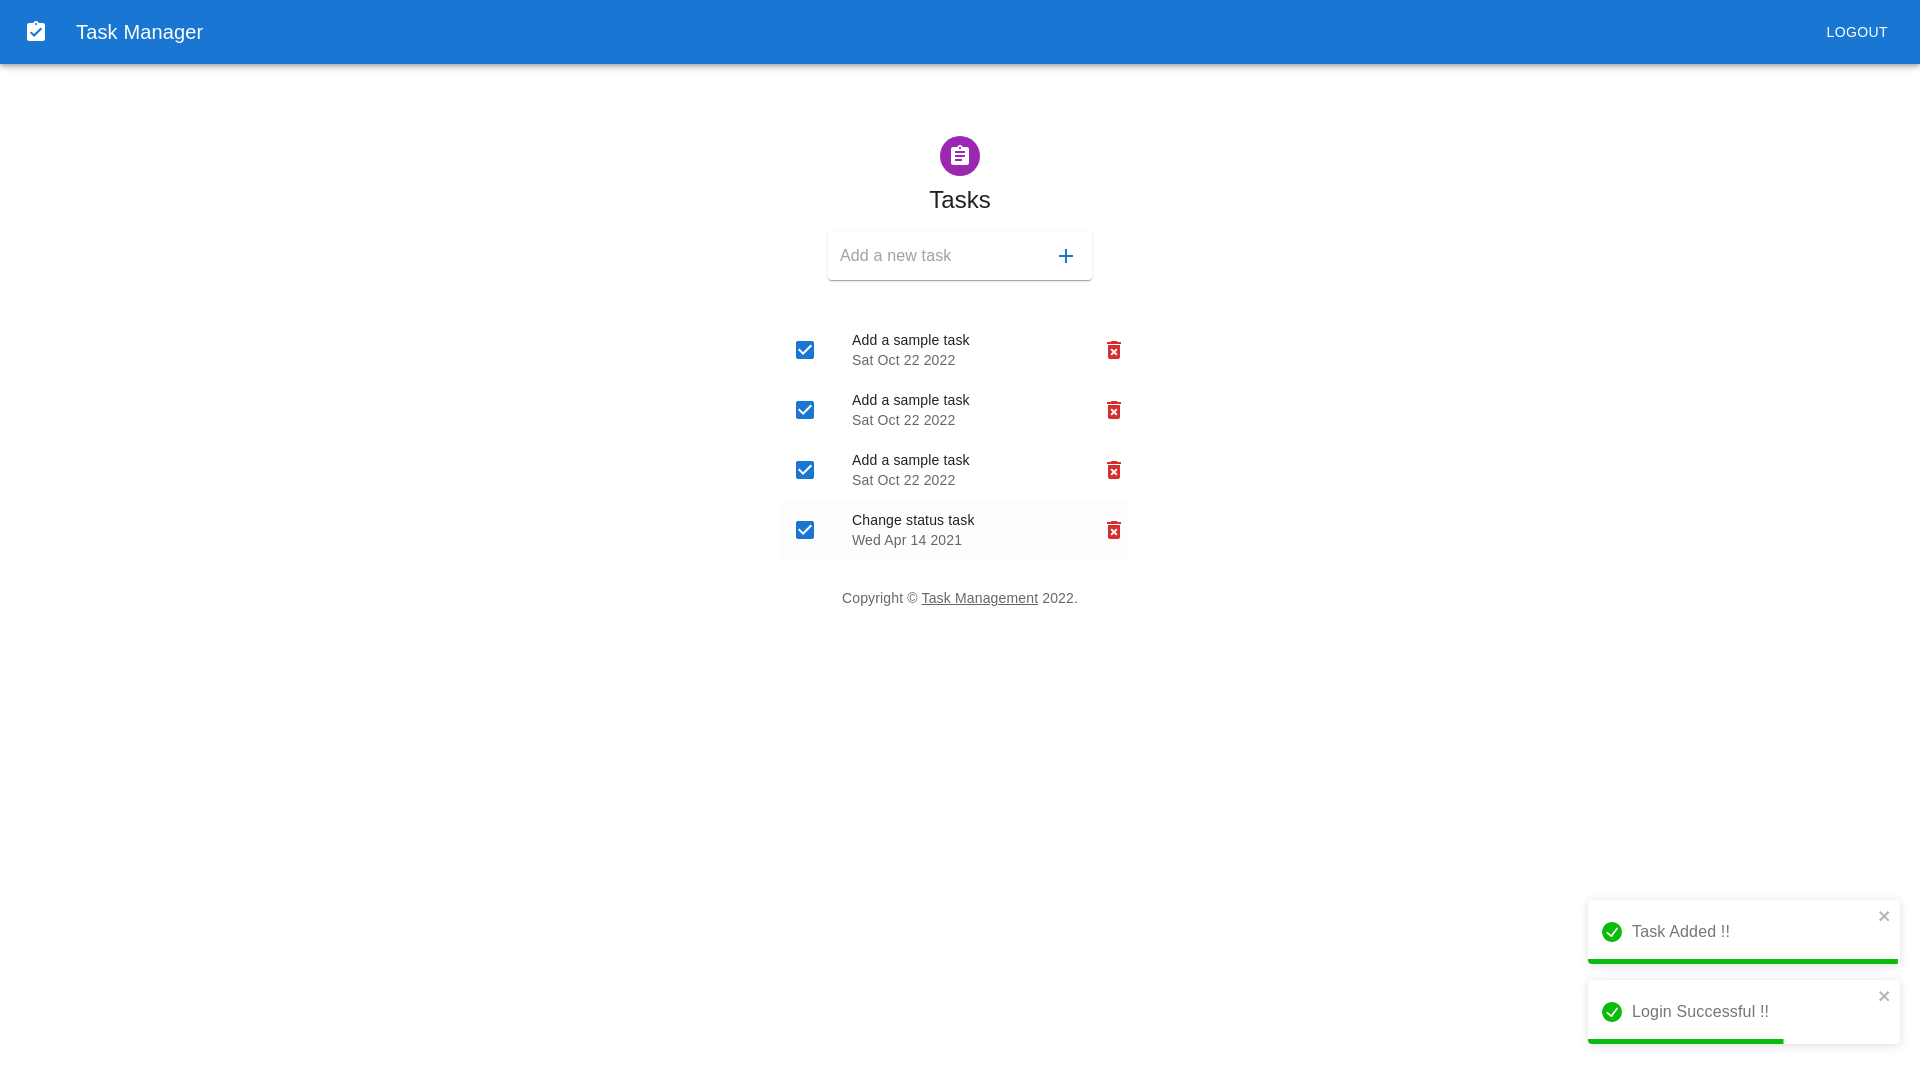 Task Manager
LOGOUT
Tasks
Add a new task
Add a sample task
Sat Oct 22 2022
Add a sample task
Sat Oct 22 2022
Add a sample task
Sat Oct 22 2022
Change status task
Wed Apr 14 2021
Copyright © Task Management 2022.
Task Added !!
Login Successful !!